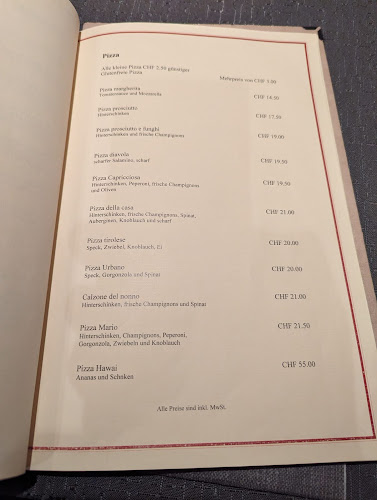 Pizza
Alle kleine Pizza CHF 2.50 günstiger
Glutenfreie Pizza Mehrpreis von CHF 3.00
Pizza margherita CHF 14.50
Tomatensauce und Mozzarella
Pizza prosciutto CHF 17.50
Hinterschinken
Pizza prosciutto e funghi CHF 19.00
Hinterschinken und frische Champignons
Pizza diavola CHF 19.50
scharfer Salamino, scharf
Pizza Capricciosa CHF 19.50
Hinterschinken, Peperoni, frische Champignons
und Oliven
Pizza della casa CHF 21.00
Hinterschinken, frische Champignons, Spinat,
Auberginen, Knoblauch und scharf
Pizza tirolese CHF 20.00
Speck, Zwiebel, Knoblauch, Ei
Pizza Urbano CHF 20.00
Speck, Gorgonzola und Spinat
Calzone del nonno CHF 21.00
Hinterschinken, frische Champignons und Spinat
Pizza Mario CHF 21.50
Hinterschinken, Champignons, Peperoni,
Gorgonzola, Zwiebeln und Knoblauch
Pizza Hawai CHF 55.00
Ananas und Schnken
Alle Preise sind inkl. MwSt.